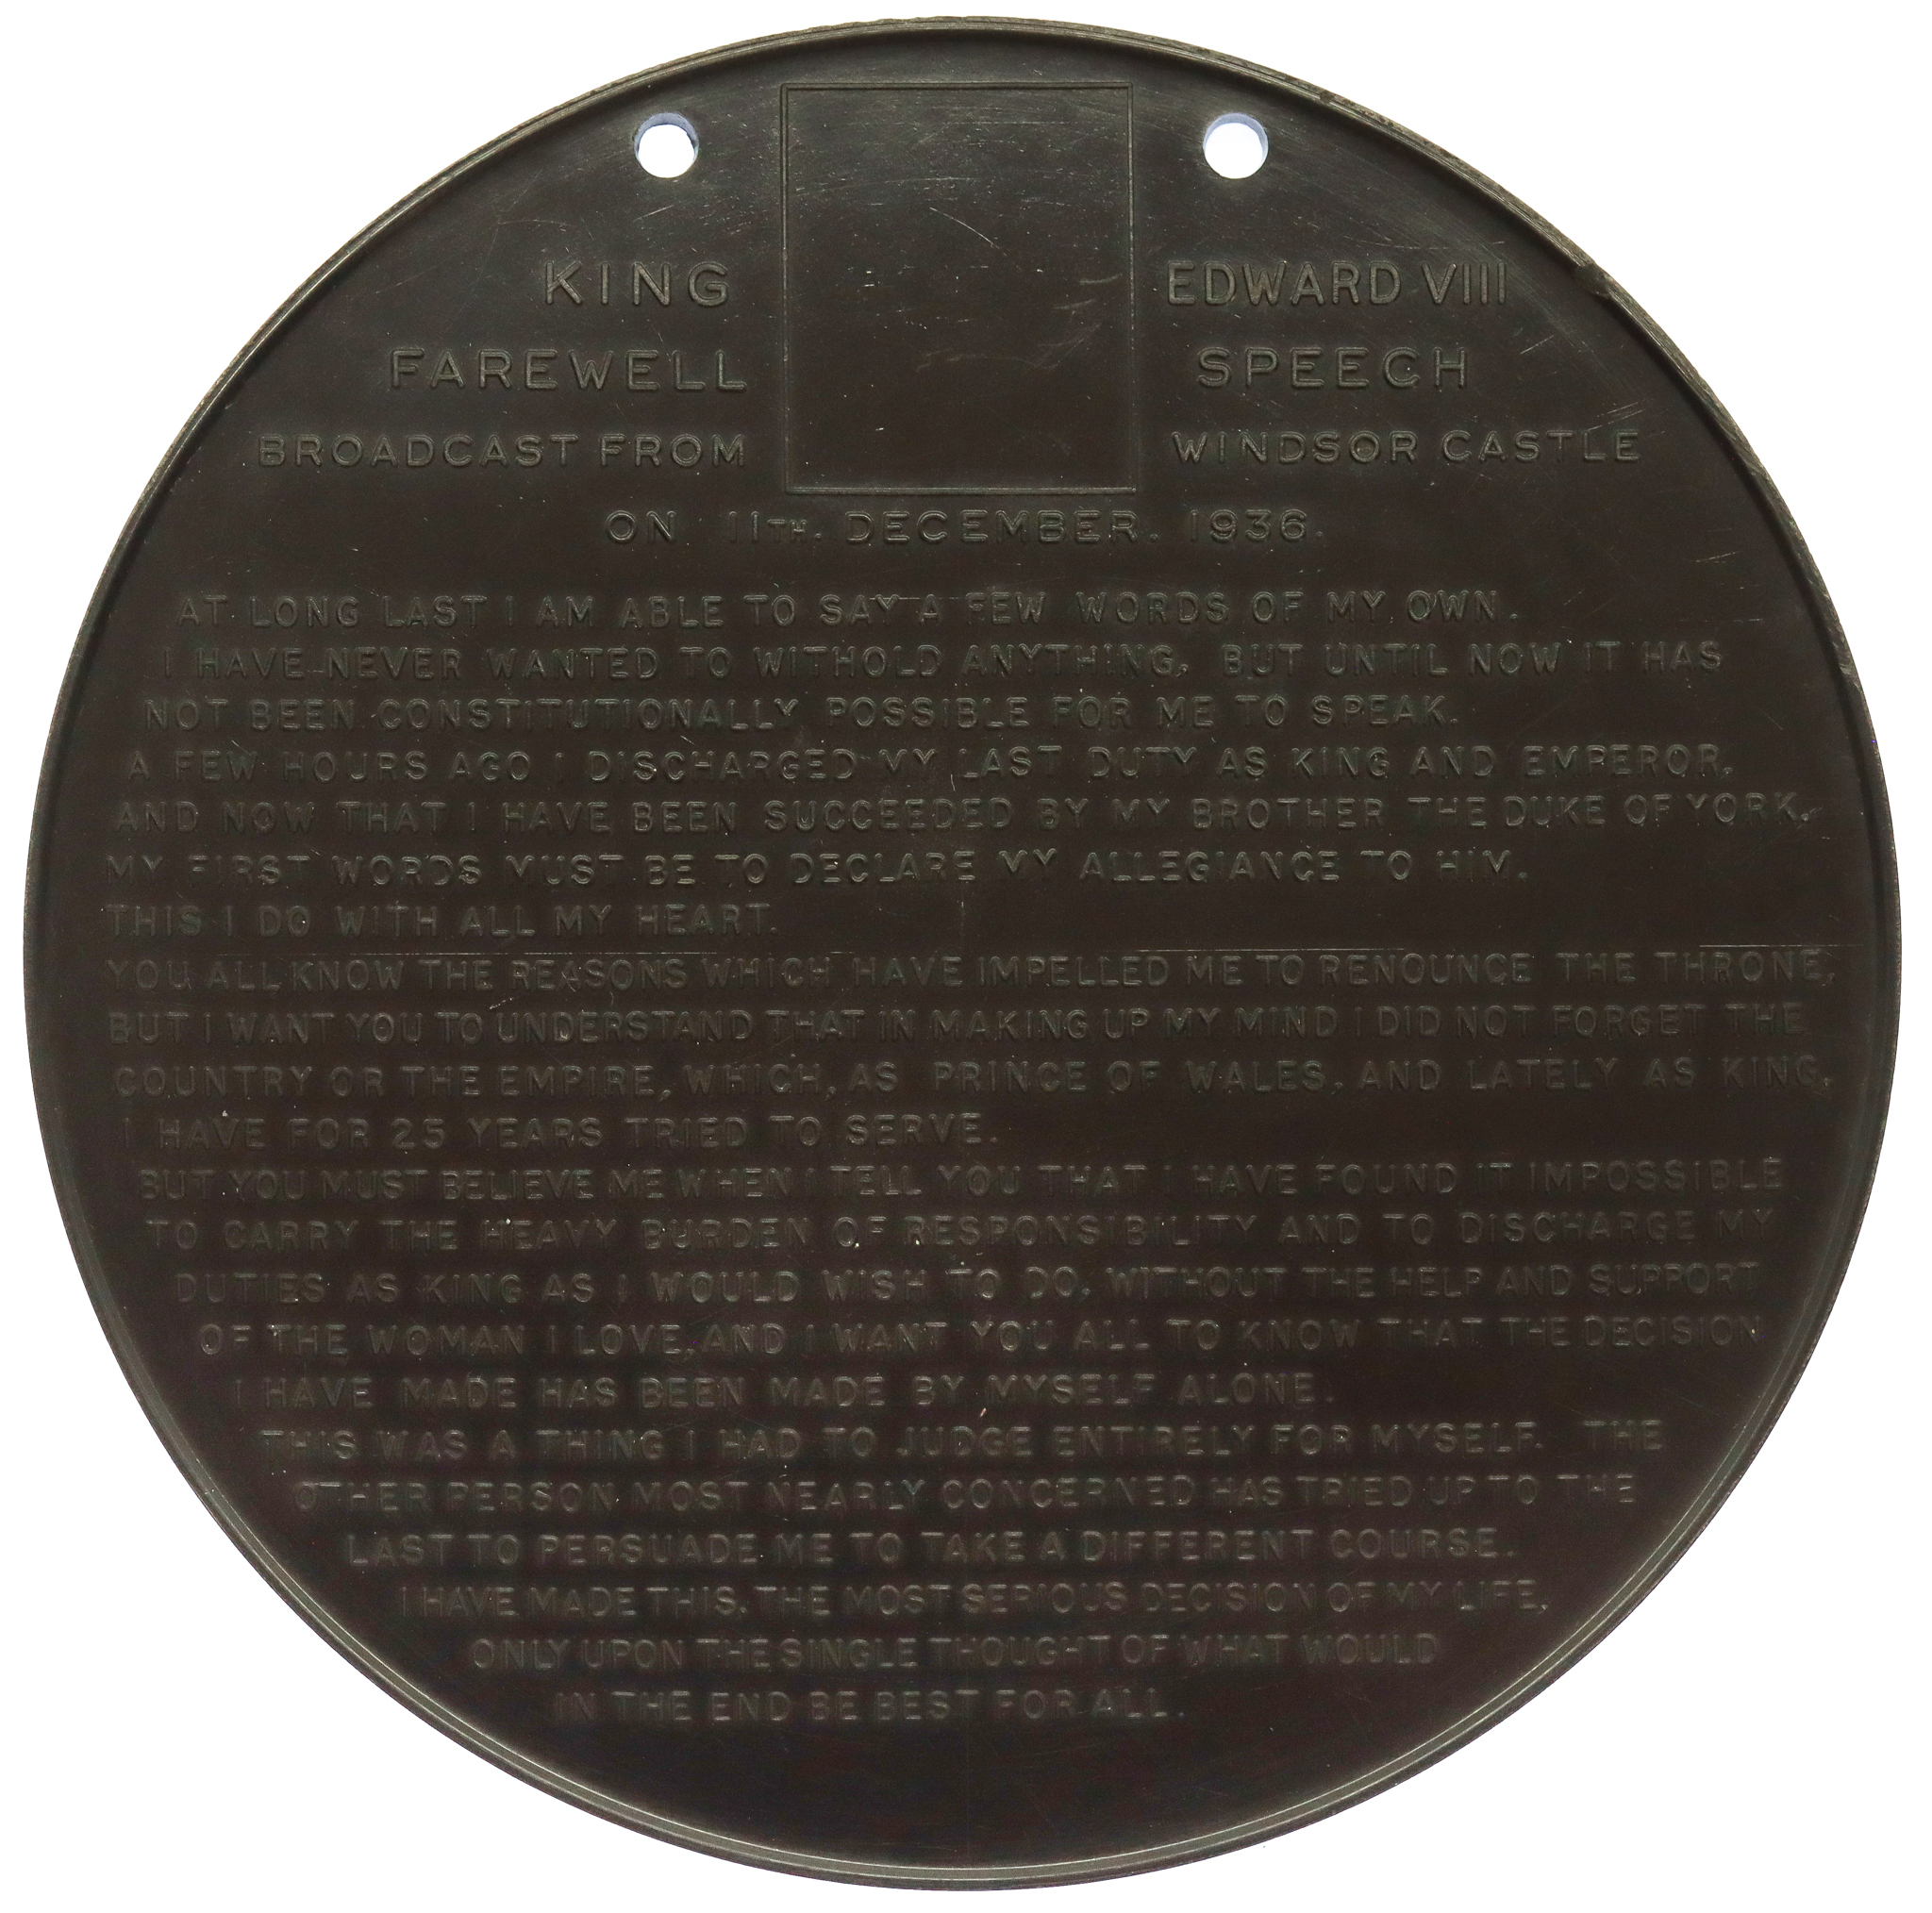 KING EDWARD VIII
FAREWELL SPEECH
BROADCAST FROM WINDSOR CASTLE
ON 11TH. DECEMBER. 1936.
AT LONG LAST I AM ABLE TO SAY A FEW WORDS OF MY OWN.
I HAVE NEVER WANTED TO WITHOLD ANYTHING, BUT UNTIL NOW IT HAS
NOT BEEN CONSTITUTIONALLY POSSIBLE FOR ME TO SPEAK.
A FEW HOURS AGO I DISCHARGED MY LAST DUTY AS KING AND EMPEROR,
AND NOW THAT I HAVE BEEN SUCCEEDED BY MY BROTHER THE DUKE OF YORK,
MY FIRST WORDS MUST BE TO DECLARE MY ALLEGIANCE TO HIM.
THIS I DO WITH ALL MY HEART.
YOU ALL KNOW THE REASONS WHICH HAVE IMPELLED ME TO RENOUNCE THE THRONE,
BUT I WANT YOU TO UNDERSTAND THAT IN MAKING UP MY MIND I DID NOT FORGET THE
COUNTRY OR THE EMPIRE, WHICH, AS PRINCE OF WALES, AND LATELY AS KING,
I HAVE FOR 25 YEARS TRIED TO SERVE.
BUT YOU MUST BELIEVE ME WHEN I TELL YOU THAT I HAVE FOUND IT IMPOSSIBLE
TO CARRY THE HEAVY BURDEN OF RESPONSIBILITY AND TO DISCHARGE MY
DUTIES AS KING AS I WOULD WISH TO DO, WITHOUT THE HELP AND SUPPORT
OF THE WOMAN I LOVE, AND I WANT YOU ALL TO KNOW THAT THE DECISION
I HAVE MADE HAS BEEN MADE BY MYSELF ALONE.
THIS WAS A THING I HAD TO JUDGE ENTIRELY FOR MYSELF. THE
OTHER PERSON MOST NEARLY CONCERNED HAS TRIED UP TO THE
LAST TO PERSUADE ME TO TAKE A DIFFERENT COURSE.
I HAVE MADE THIS, THE MOST SERIOUS DECISION OF MY LIFE,
ONLY UPON THE SINGLE THOUGHT OF WHAT WOULD
IN THE END BE BEST FOR ALL.